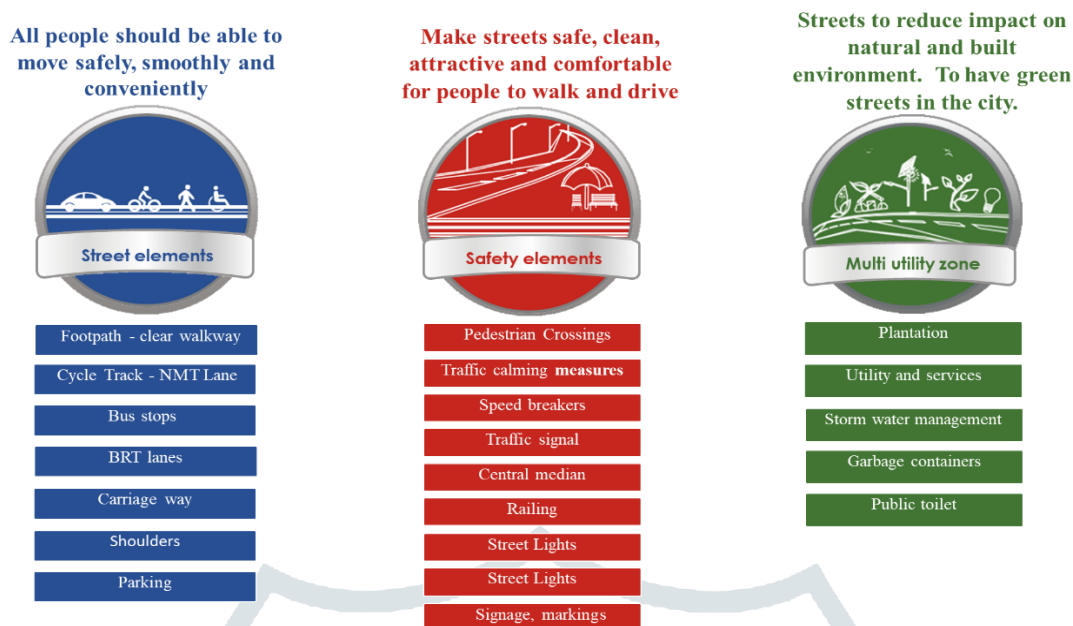 All people should be able to
move safely, smoothly and
conveniently
Street elements
Footpath - clear walkway
Cycle Track - NMT Lane
Bus stops
BRT lanes
Carriage way
Shoulders
Parking
Make streets safe, clean,
attractive and comfortable
for people to walk and drive
Safety elements
Pedestrian Crossings
Traffic calming measures
Speed breakers
Traffic signal
Central median
Railing
Street Lights
Street Lights
Signage, markings
Streets to reduce impact on
natural and built
environment. To have green
streets in the city.
Multi utility zone
Plantation
Utility and services
Storm water management
Garbage containers
Public toilet